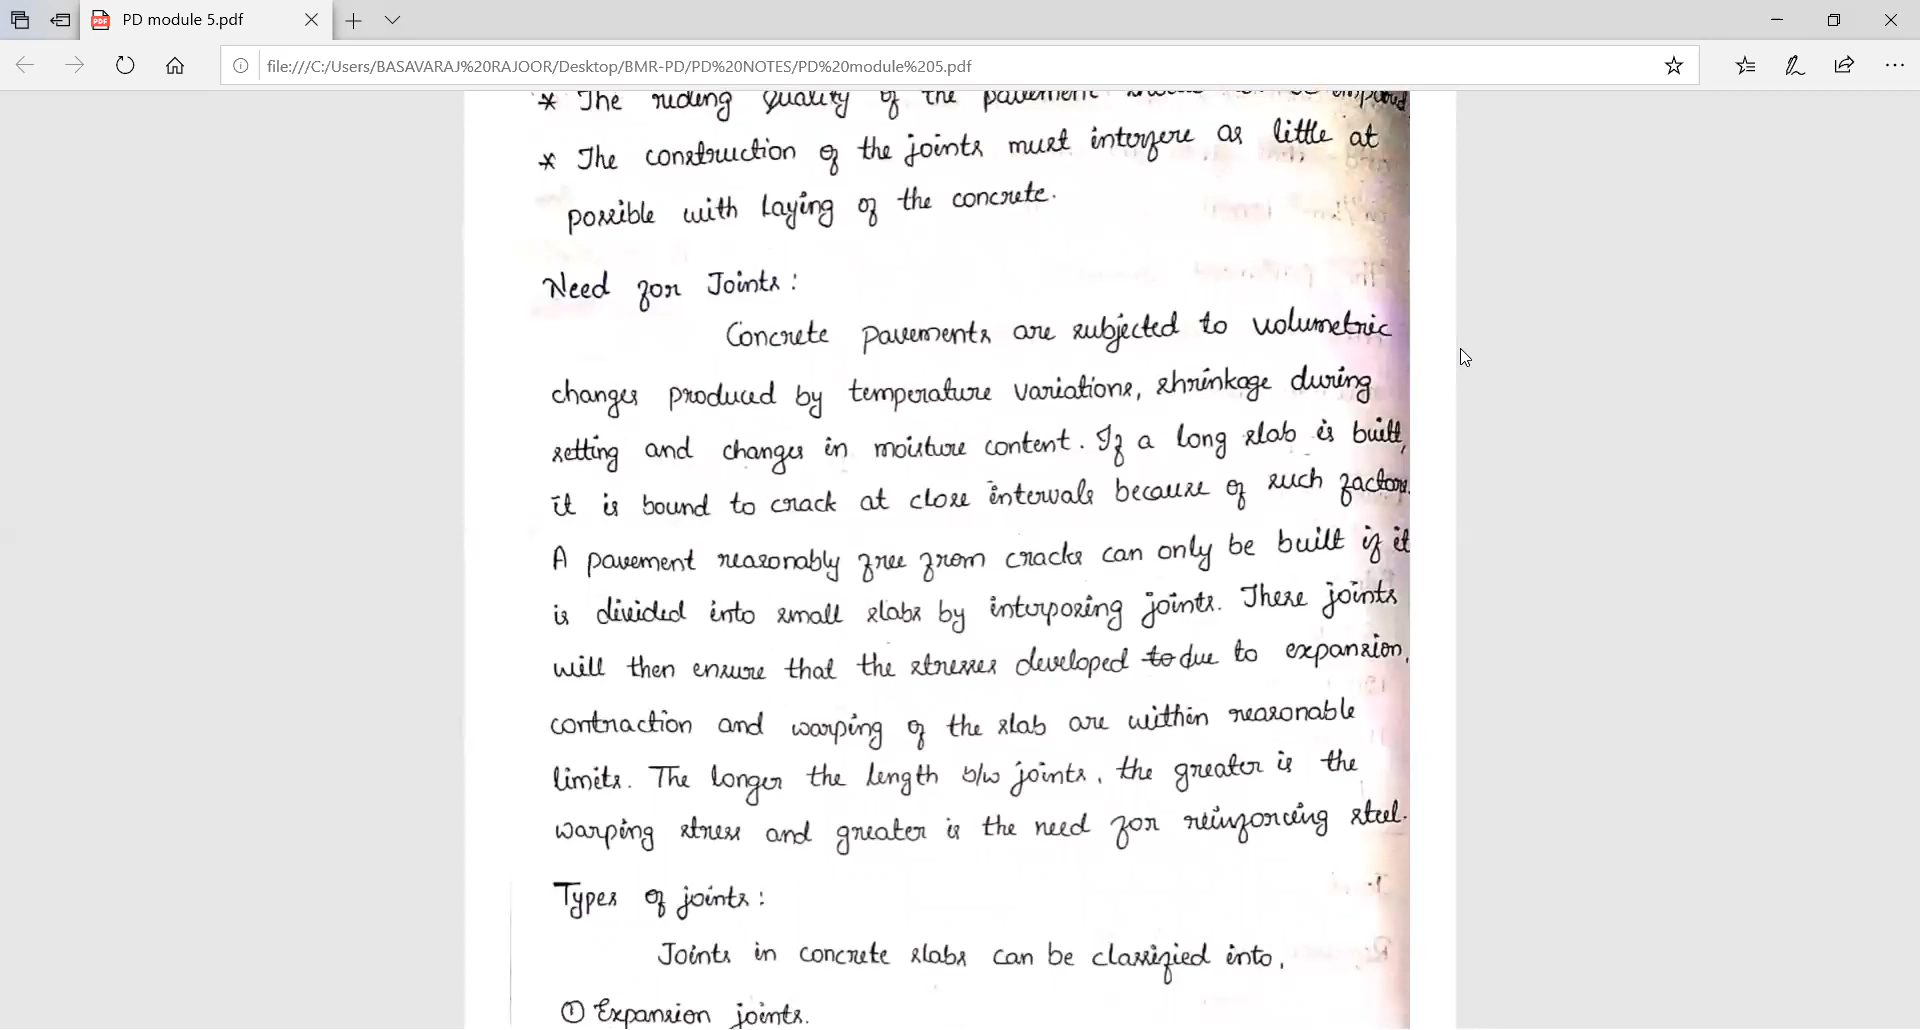 PD module 5.pdf
file:///C:/Users/BASAVARAJ%20RAJOOR/Desktop/BMR-PD/PD%20NOTES/PD%20module%205.pdf
* The riding quality of the pavement
* The construction of the joints must interfere as little at
possible with laying of the concrete.
Need for Joints:
Concrete pavements are subjected to volumetric
changes produced by temperature variations, shrinkage during
setting and changes in moisture content. If a long slab is built,
it is bound to crack at close intervals because of such factors.
A pavement reasonably free from cracks can only be built if it
is divided into small slabs by interposing joints. These joints
will then ensure that the stresses developed to due to expansion,
contraction and warping of the slab are within reasonable
limits. The longer the length b/w joints, the greater is the
warping stress and greater is the need for reinforcing steel.
Types of joints:
Joints in concrete slabs can be classified into,
① Expansion joints.